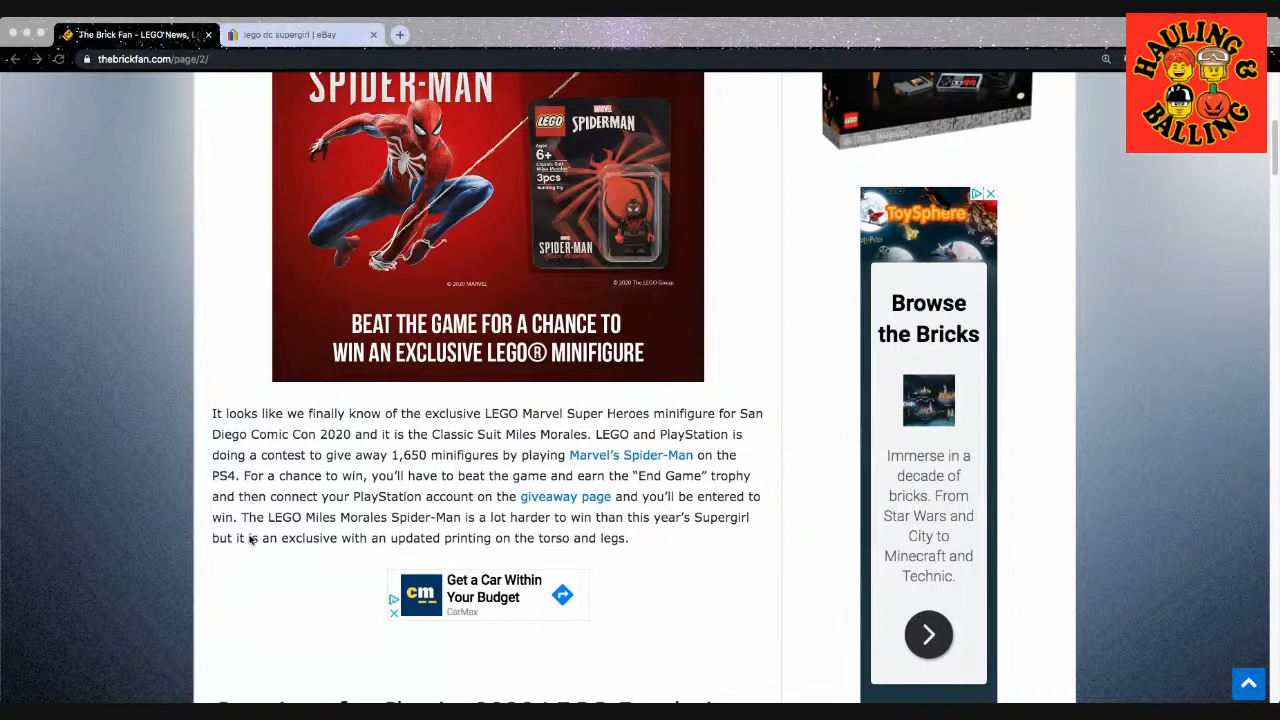 The Brick Fan - LEGO News, L
lego dc supergirl | eBay
thebrickfan.com/page/2/
HAULING G
BALLING
SPIDER-MAN
LEGO
MARVEL
SPIDERMAN
Ages
6+
Classic Suit
Miles Morales
3pcs
Building Toy
MARVEL
SPIDER-MAN
© 2020 MARVEL
© 2020 The LEGO Group
BEAT THE GAME FOR A CHANCE TO
WIN AN EXCLUSIVE LEGO® MINIFIGURE
It looks like we finally know of the exclusive LEGO Marvel Super Heroes minifigure for San
Diego Comic Con 2020 and it is the Classic Suit Miles Morales. LEGO and PlayStation is
doing a contest to give away 1,650 minifigures by playing Marvel's Spider-Man on the
PS4. For a chance to win, you'll have to beat the game and earn the "End Game" trophy
and then connect your PlayStation account on the giveaway page and you'll be entered to
win. The LEGO Miles Morales Spider-Man is a lot harder to win than this year's Supergirl
but it is an exclusive with an updated printing on the torso and legs.
cm
Get a Car Within
Your Budget
CarMax
LEGO
ToySphere
Browse
the Bricks
Immerse in a
decade of
bricks. From
Star Wars and
City to
Minecraft and
Technic.